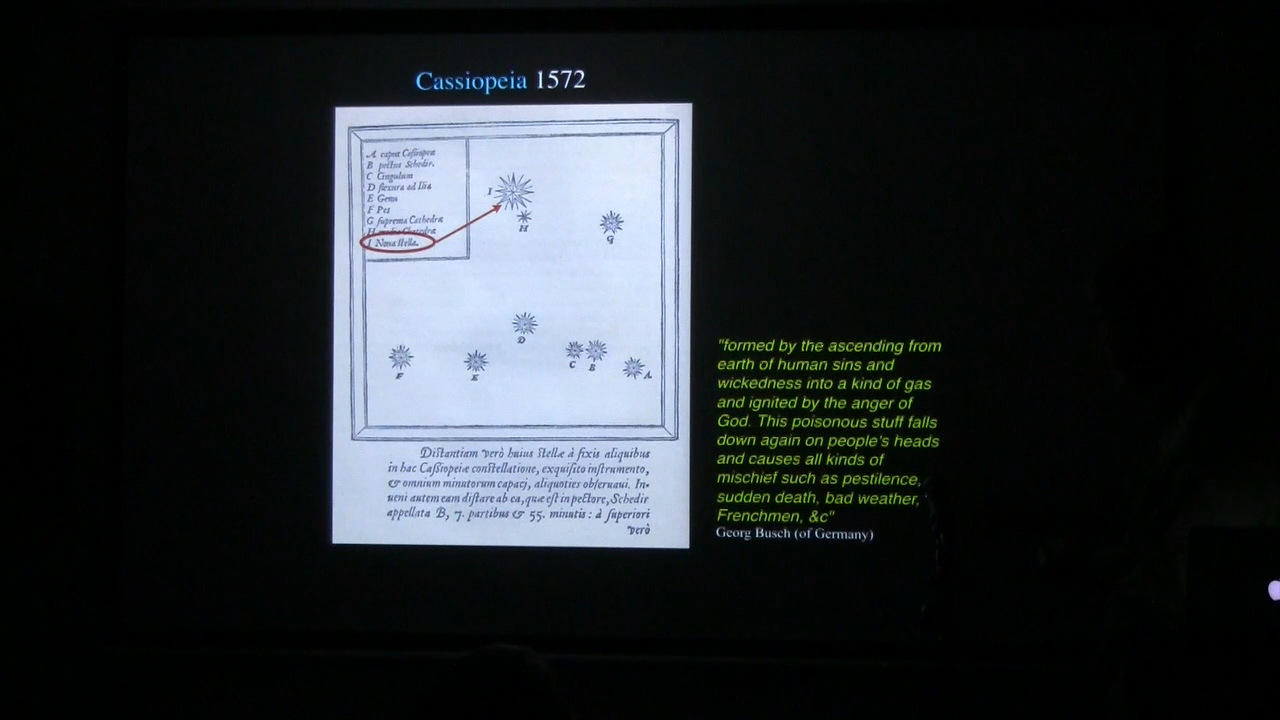 Cassiopeia 1572
A caput Caſsiopeæ
B pectus Schedir.
C Cingulum
D flexura ad Ilia
E Genu
F Pes
G ſuprema Cathedræ
H media Chatedræ
I Noua ſtella.
I
H
G
D
F
E
C B
A
Diſtantiam verò huius ſtellæ à fixis aliquibus
in hac Caſsiopeiæ conſtellatione, exquiſito inſtrumento,
& omnium minutorum capacj, aliquoties obſeruaui. In-
ueni autem eam diſtare ab ea, quæ eſt in pectore, Schedir
appellata B, 7. partibus & 55. minutis: à ſuperiori
verò
"formed by the ascending from
earth of human sins and
wickedness into a kind of gas
and ignited by the anger of
God. This poisonous stuff falls
down again on people's heads
and causes all kinds of
mischief such as pestilence,
sudden death, bad weather,
Frenchmen, &c"
Georg Busch (of Germany)